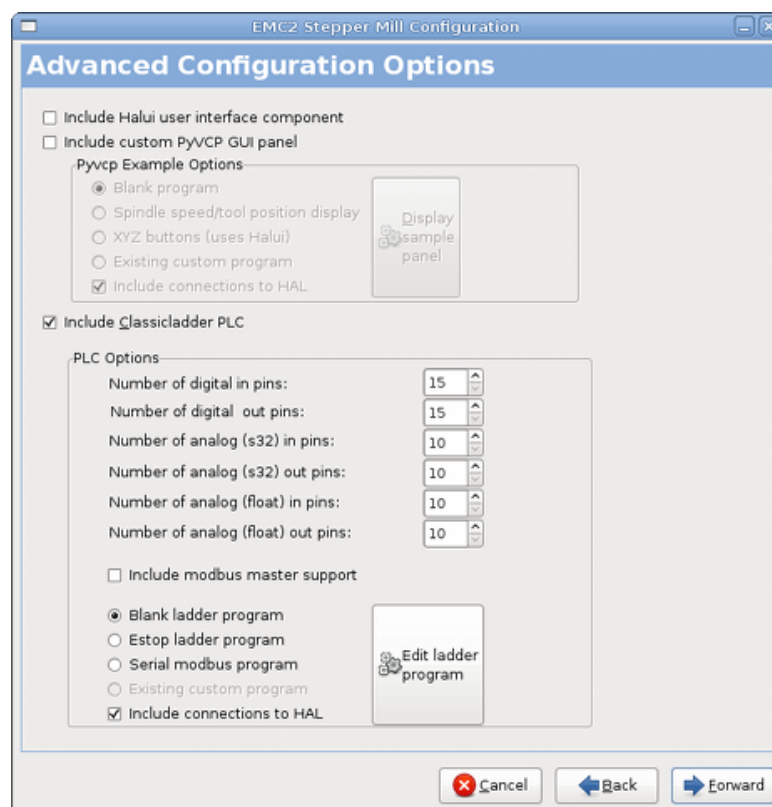 EMC2 Stepper Mill Configuration
Advanced Configuration Options
Include Halui user interface component
Include custom PyVCP GUI panel
Pyvcp Example Options
Blank program
Spindle speed/tool position display
XYZ buttons (uses Halui)
Existing custom program
Include connections to HAL
Display
sample
panel
Include Classicladder PLC
PLC Options
Number of digital in pins: 15
Number of digital out pins: 15
Number of analog (s32) in pins: 10
Number of analog (s32) out pins: 10
Number of analog (float) in pins: 10
Number of analog (float) out pins: 10
Include modbus master support
Blank ladder program
Estop ladder program
Serial modbus program
Existing custom program
Include connections to HAL
Edit ladder
program
Cancel Back Forward